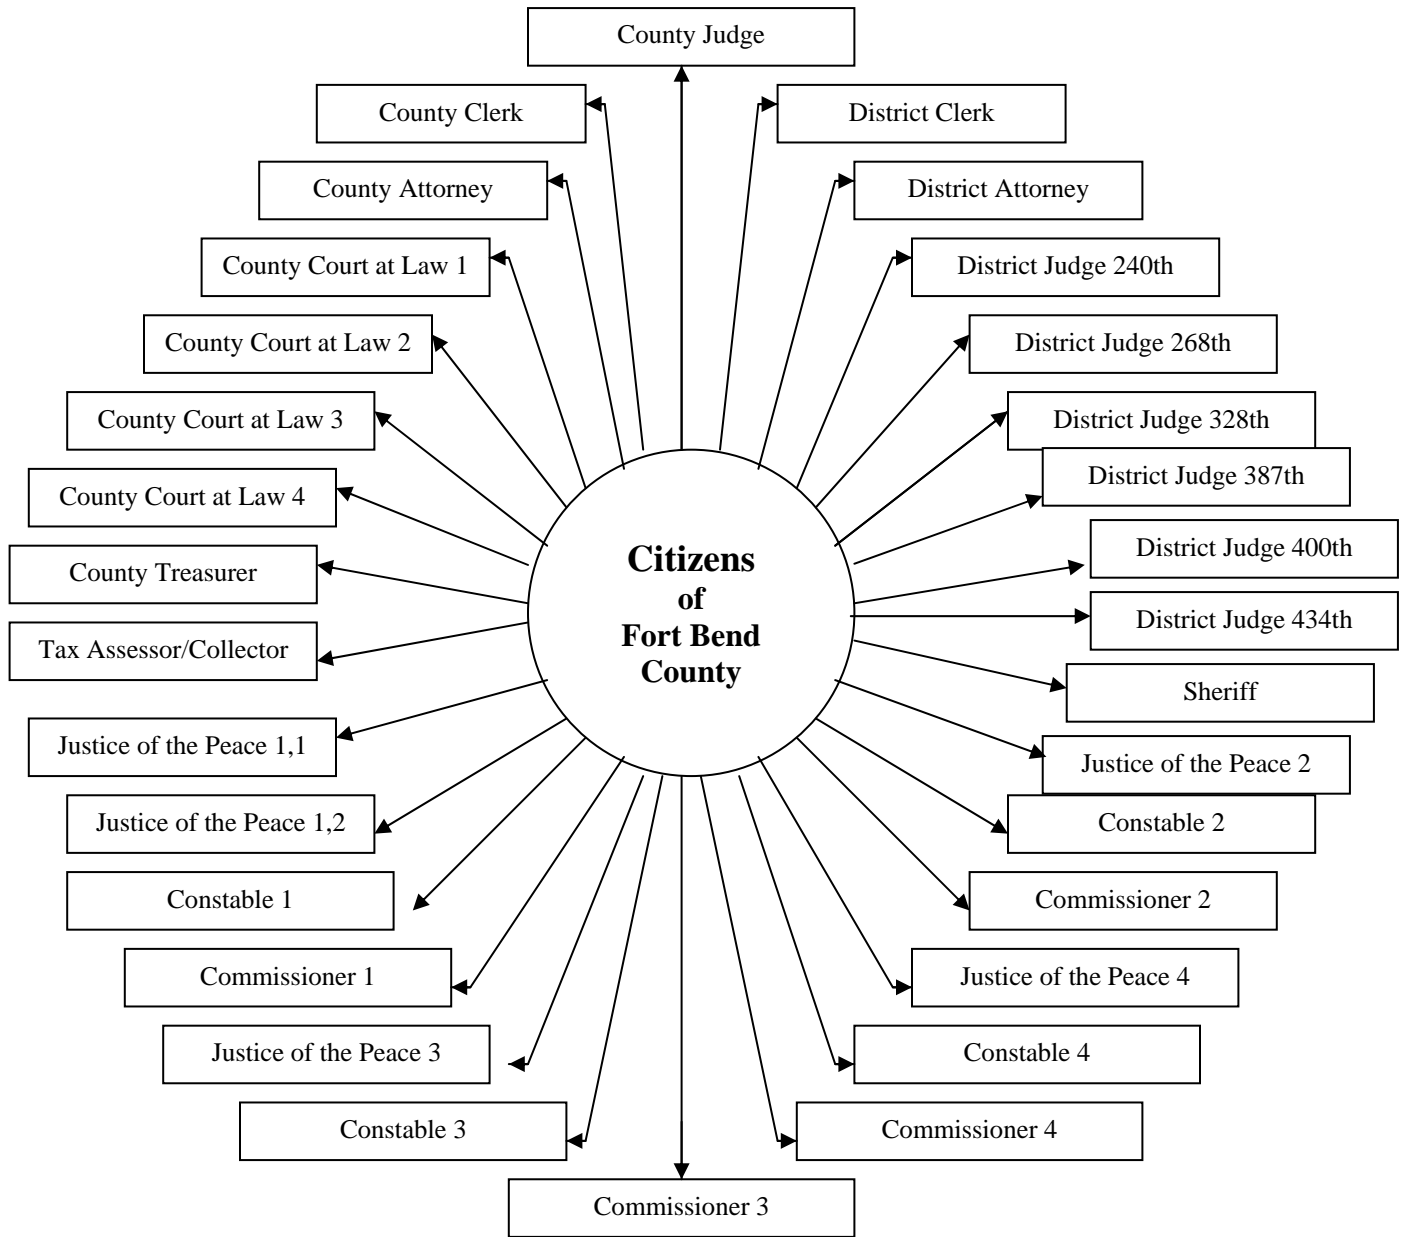 County Judge
County Clerk
District Clerk
County Attorney
District Attorney
County Court at Law 1
District Judge 240th
County Court at Law 2
District Judge 268th
County Court at Law 3
District Judge 328th
County Court at Law 4
District Judge 387th
Citizens
of
Fort Bend
County
County Treasurer
District Judge 400th
Tax Assessor/Collector
District Judge 434th
Sheriff
Justice of the Peace 1,1
Justice of the Peace 2
Justice of the Peace 1,2
Constable 2
Constable 1
Commissioner 2
Commissioner 1
Justice of the Peace 4
Justice of the Peace 3
Constable 4
Constable 3
Commissioner 4
Commissioner 3